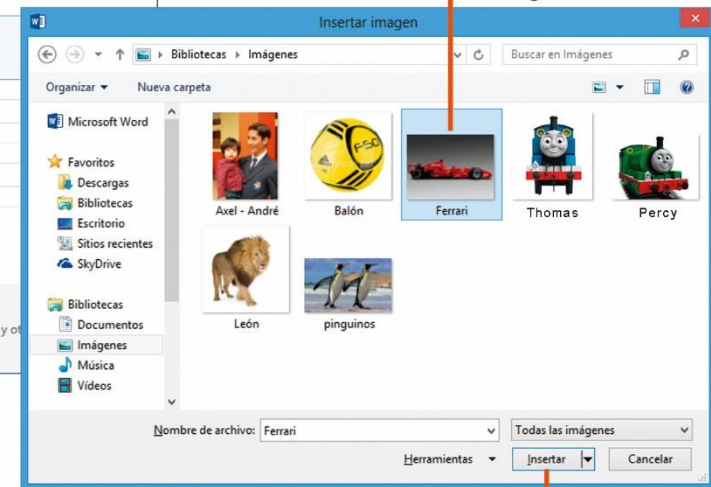 Insertar imagen
Bibliotecas Imágenes
Buscar en Imágenes
Organizar
Nueva carpeta
Microsoft Word
Favoritos
Descargas
Bibliotecas
Escritorio
Sitios recientes
SkyDrive
Bibliotecas
Documentos
Imágenes
Música
Vídeos
Axel - André
Balón
Ferrari
Thomas
Percy
León
pinguinos
F50
adidas
Nombre de archivo: Ferrari
Todas las imágenes
Herramientas
Insertar
Cancelar